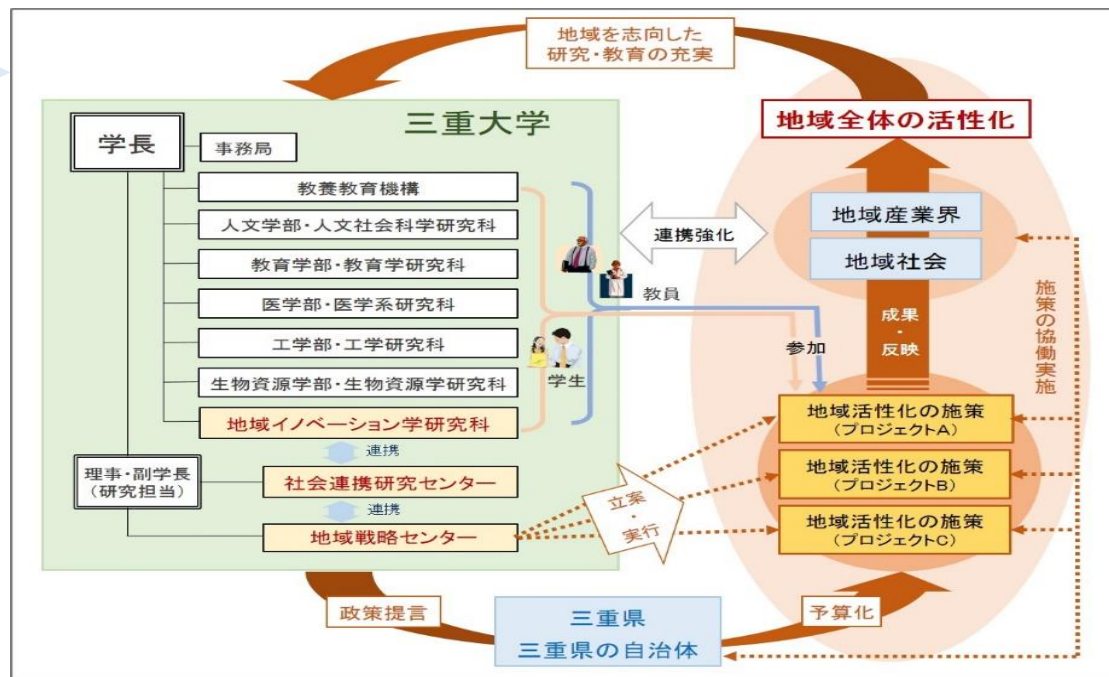 地域を志向した
研究・教育の充実
三重大学
学長
事務局
教養教育機構
人文学部・人文社会科学研究科
教育学部・教育学研究科
医学部・医学系研究科
工学部・工学研究科
生物資源学部・生物資源学研究科
地域イノベーション学研究科
連携
理事・副学長
(研究担当)
社会連携研究センター
連携
地域戦略センター
教員
学生
連携強化
参加
立案・実行
地域全体の活性化
地域産業界
地域社会
成果・反映
施策の協働実施
地域活性化の施策
(プロジェクトA)
地域活性化の施策
(プロジェクトB)
地域活性化の施策
(プロジェクトC)
政策提言
三重県
三重県の自治体
予算化